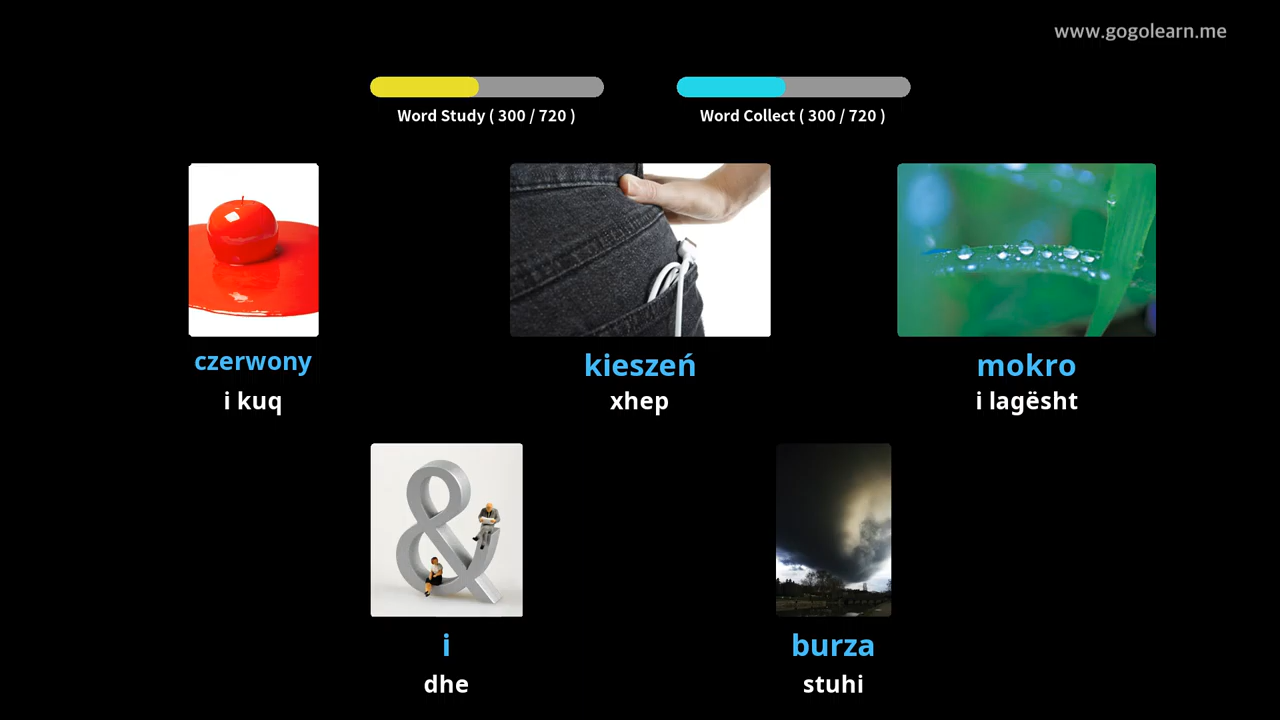 www.gogolearn.me
Word Study ( 300 / 720 )
Word Collect ( 300 / 720 )
czerwony
i kuq
kieszeń
xhep
mokro
i lagësht
i
dhe
burza
stuhi